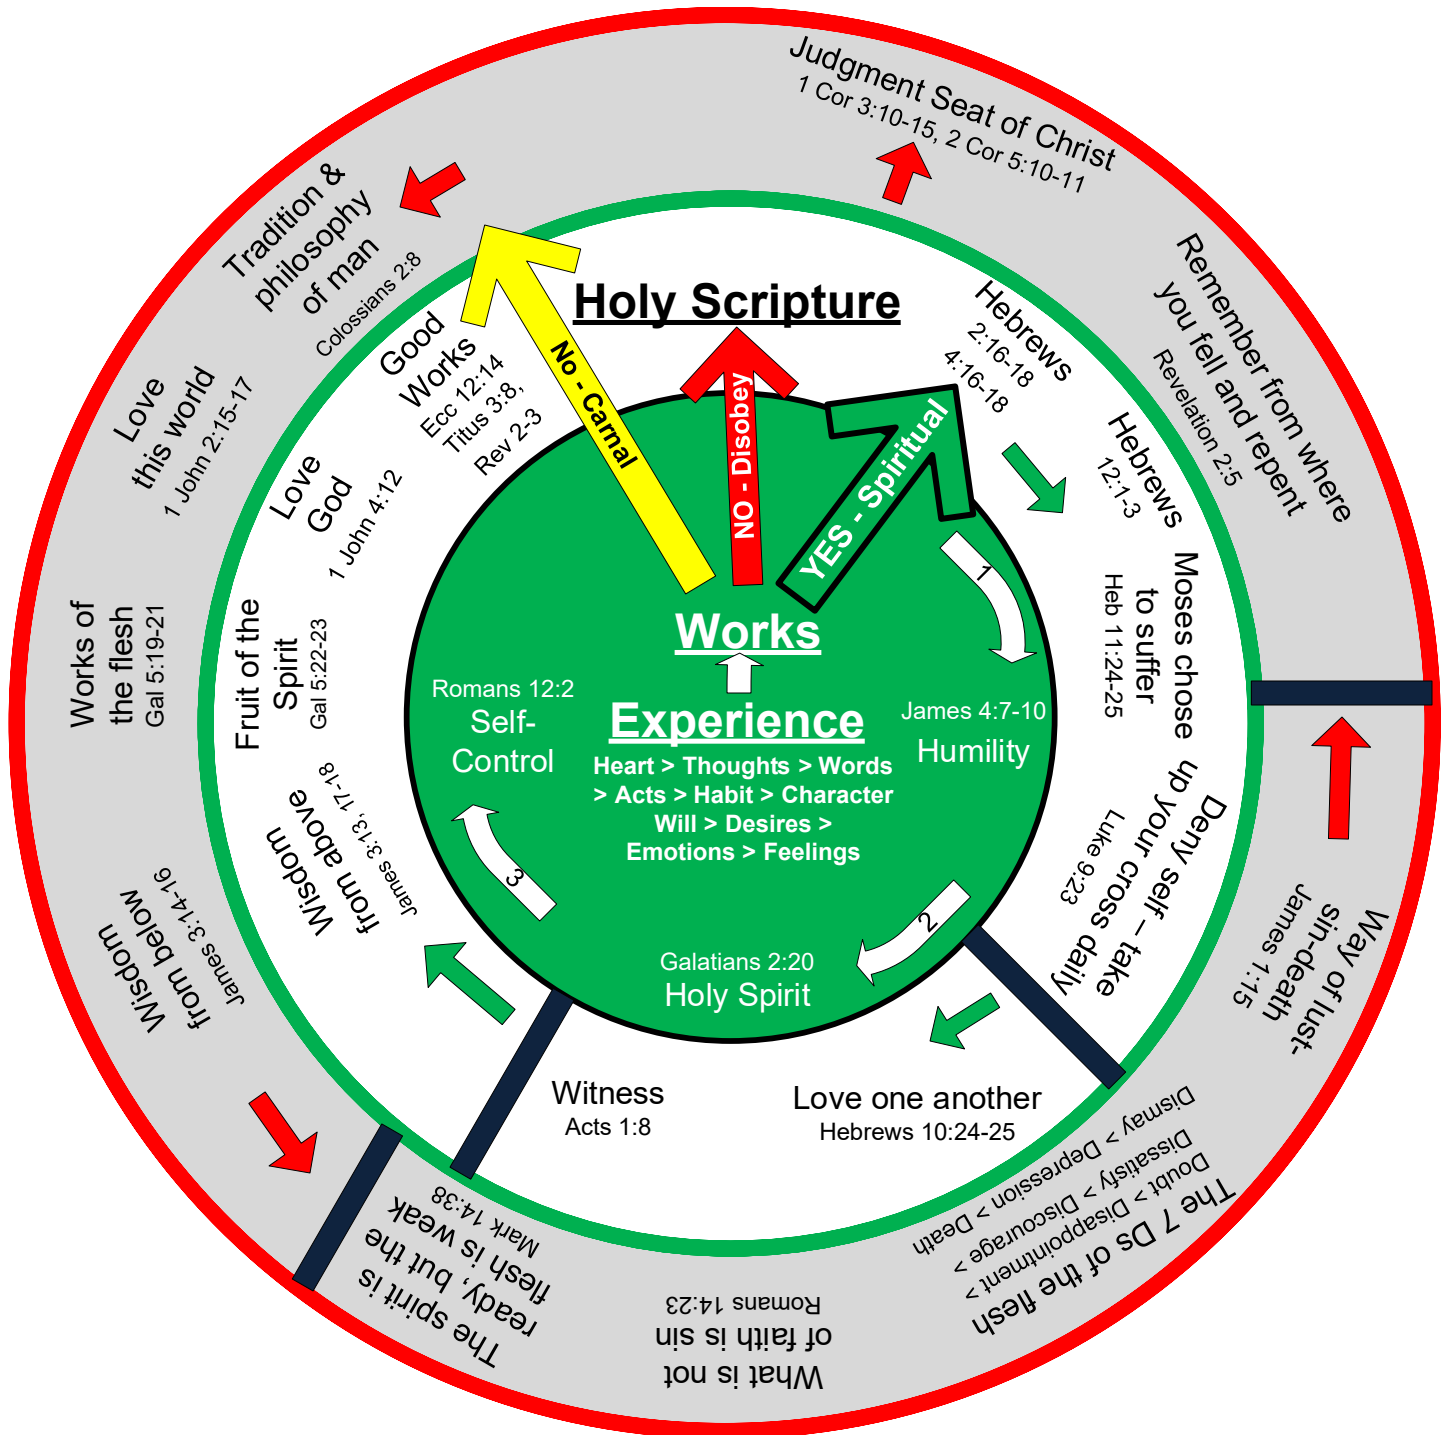 Judgment Seat of Christ
1 Cor 3:10-15, 2 Cor 5:10-11
Remember from where
you fell and repent
Revelation 2:5
Way of lust-
sin-death
James 1:15
The 7 Ds of the flesh
Doubt > Disappointment >
Dissatisfy > Discourage >
Dismay > Depression > Death
What is not
of faith is sin
Romans 14:23
The spirit is
ready, but the
flesh is weak
Mark 14:38
Wisdom
from below
James 3:14-16
Works of
the flesh
Gal 5:19-21
Love
this world
1 John 2:15-17
Tradition &
philosophy
of man
Colossians 2:8
Holy Scripture
Hebrews
2:16-18
4:16-18
Hebrews
12:1-3
Moses chose
to suffer
Heb 11:24-25
Deny self – take
up your cross daily
Luke 9:23
Love one another
Hebrews 10:24-25
Witness
Acts 1:8
Wisdom
from above
James 3:13, 17-18
Fruit of the
Spirit
Gal 5:22-23
Love
God
1 John 4:12
Good
Works
Ecc 12:14
Titus 3:8,
Rev 2-3
No - Carnal
NO - Disobey
YES - Spiritual
Works
Experience
Heart > Thoughts > Words
> Acts > Habit > Character
Will > Desires >
Emotions > Feelings
1
James 4:7-10
Humility
2
Galatians 2:20
Holy Spirit
3
Romans 12:2
Self-
Control